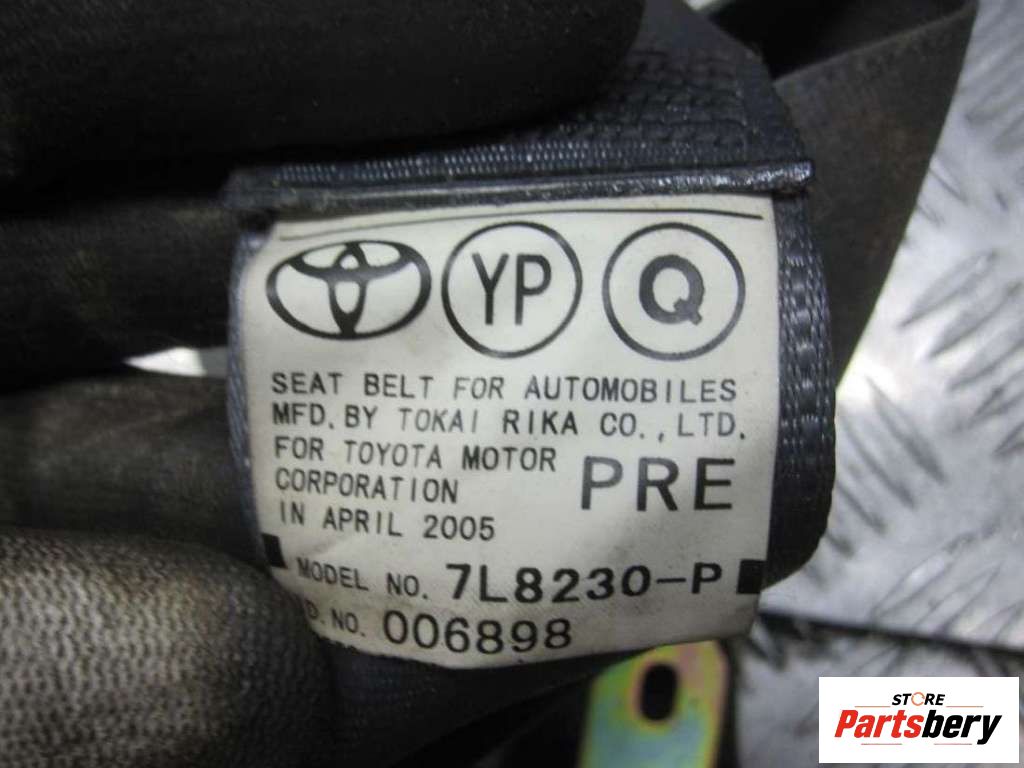 YP Q
SEAT BELT FOR AUTOMOBILES
MFD. BY TOKAI RIKA CO., LTD.
FOR TOYOTA MOTOR
CORPORATION
PRE
IN APRIL 2005
MODEL NO. 7L8230-P
D. NO. 006898
STORE
Partsbery